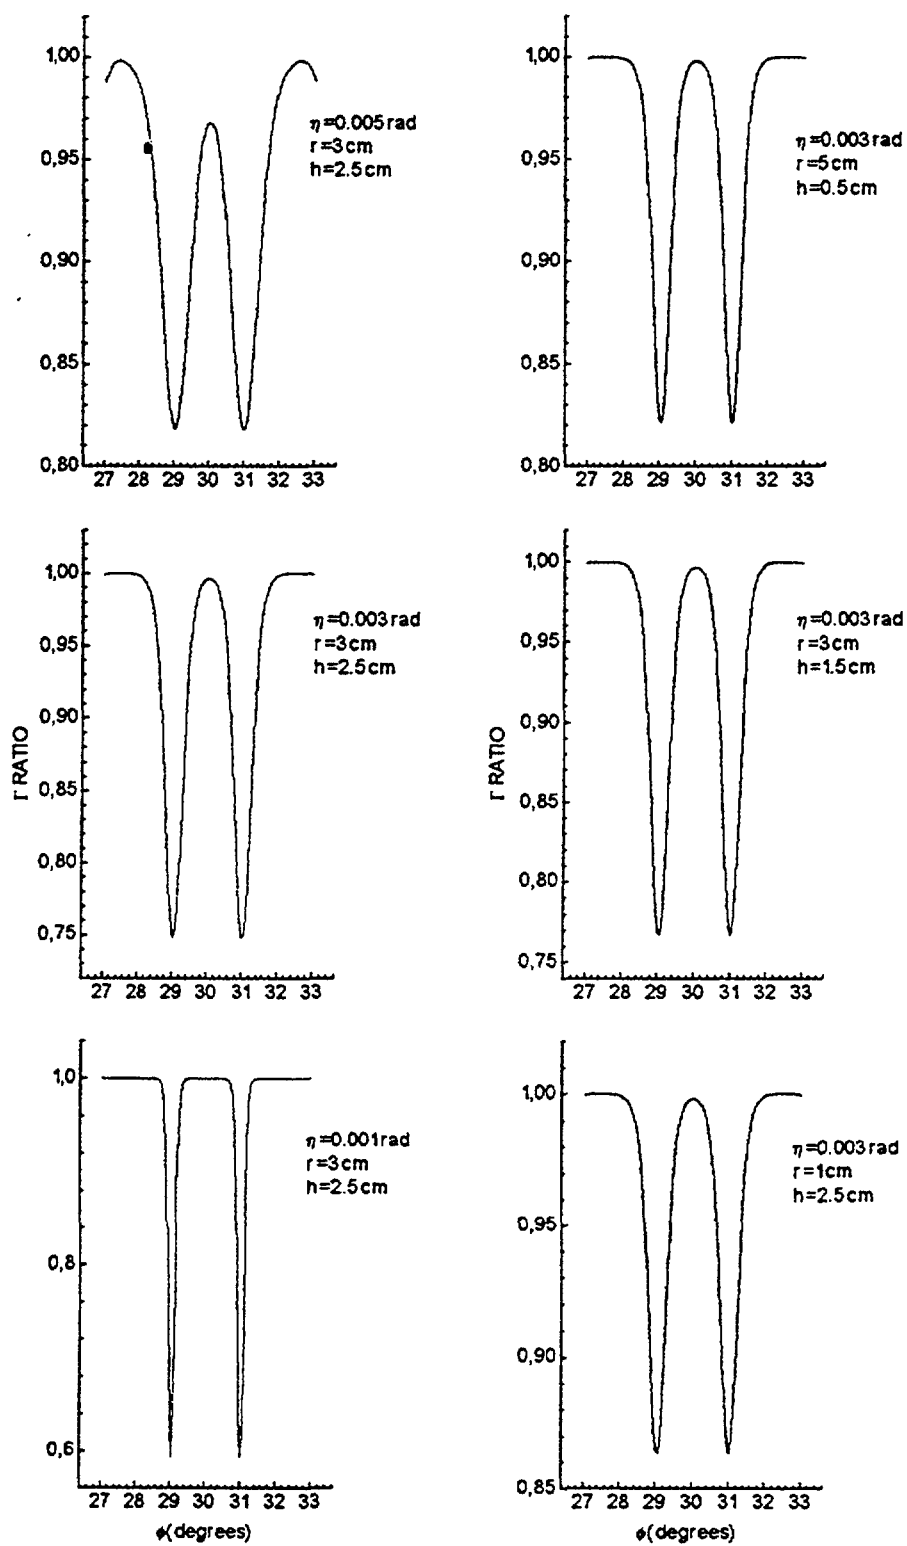 1,00
0,95
0,90
0,85
0,80
27 28 29 30 31 32 33
η=0.005 rad
r=3cm
h=2.5cm
1,00
0,95
0,90
0,85
0,80
27 28 29 30 31 32 33
η=0.003 rad
r=5cm
h=0.5cm
Γ RATIO
1,00
0,95
0,90
0,85
0,80
0,75
27 28 29 30 31 32 33
η=0.003 rad
r=3cm
h=2.5cm
Γ RATIO
1,00
0,95
0,90
0,85
0,80
0,75
27 28 29 30 31 32 33
η=0.003 rad
r=3cm
h=1.5cm
1,0
0,8
0,6
27 28 29 30 31 32 33
ϕ(degrees)
η=0.001 rad
r=3cm
h=2.5cm
1,00
0,95
0,90
0,85
27 28 29 30 31 32 33
ϕ(degrees)
η=0.003 rad
r=1cm
h=2.5cm